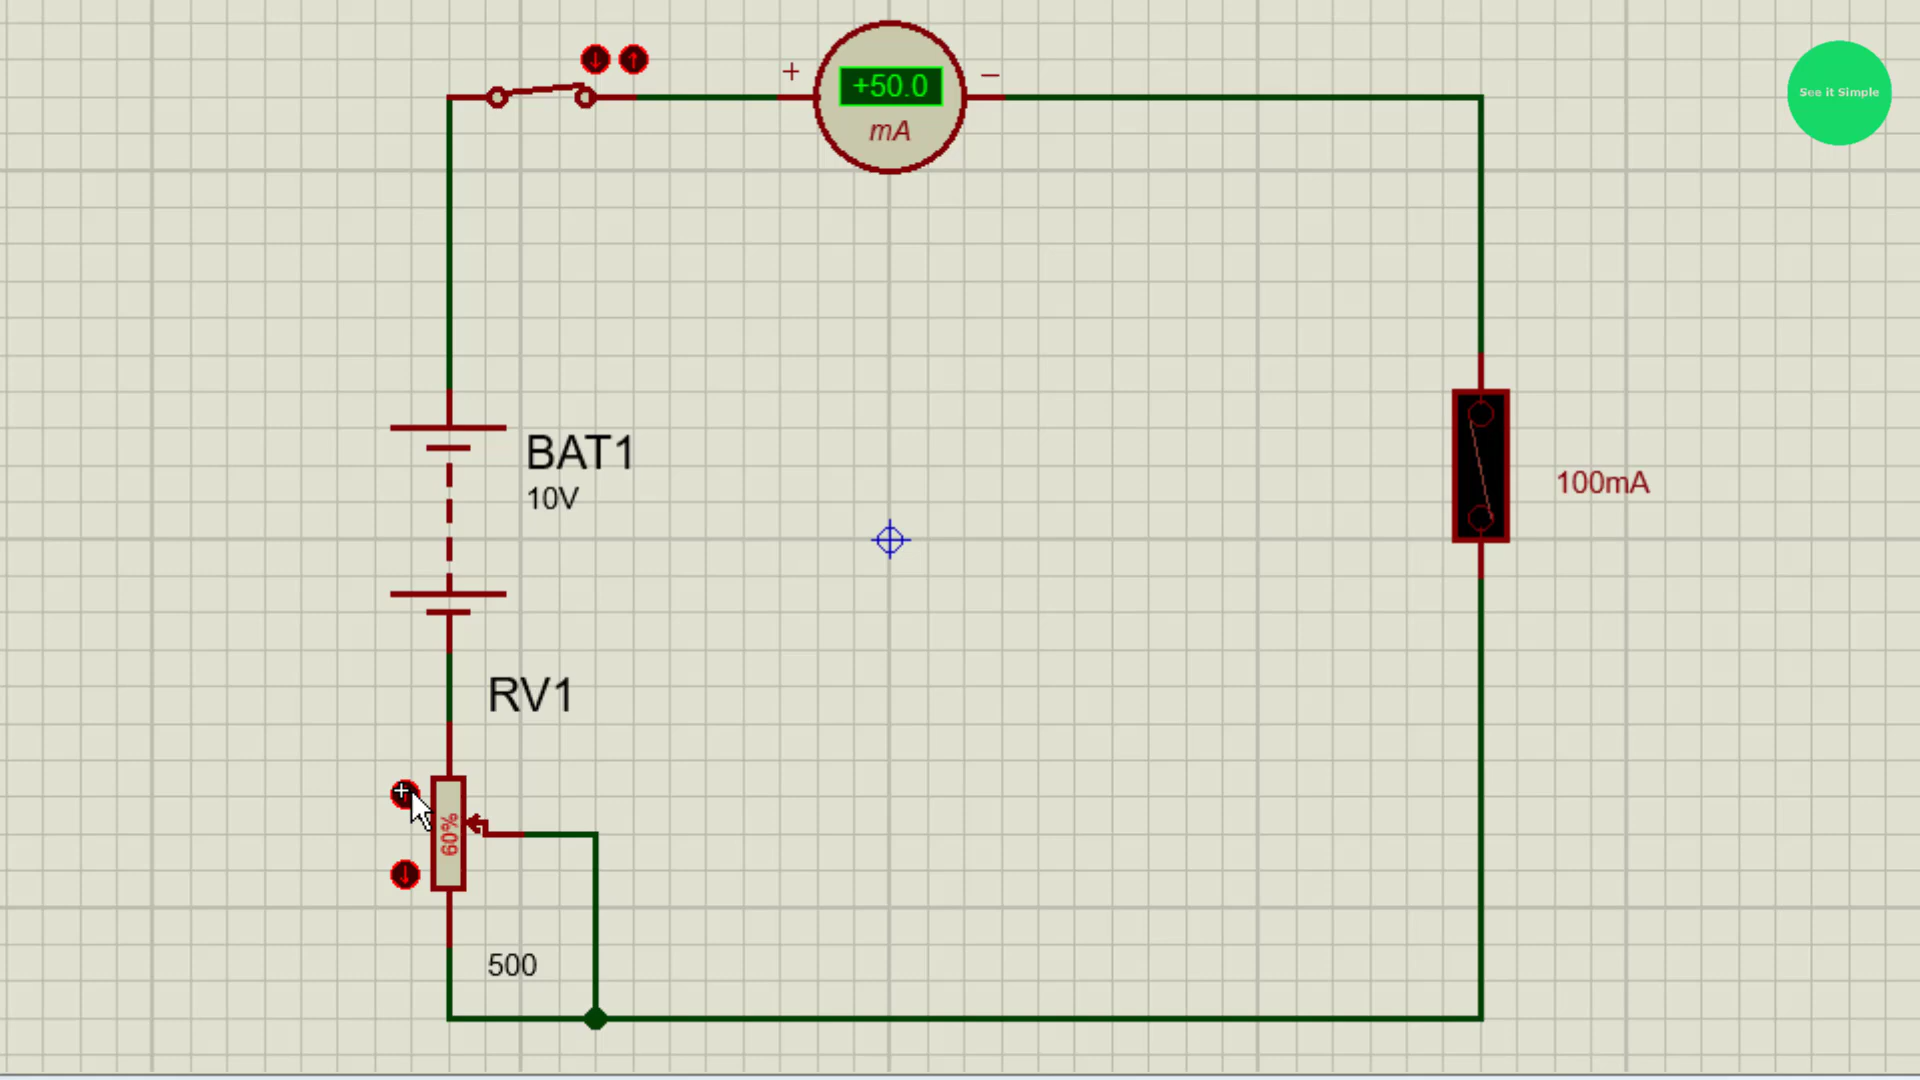 +50.0
mA
+
−
See it Simple
BAT1
10V
100mA
RV1
60%
500